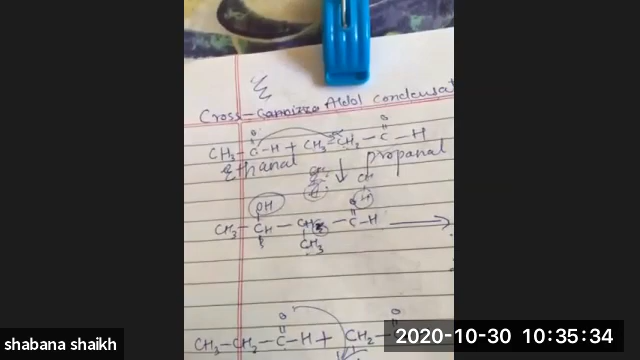 Cross- Aldol condensat
O O
CH₃-C-H + CH₃-CH₂-C-H
Ethanal propanal
OH
OH O
CH₃-CH-CH-C-H
CH₃
O O
CH₃-CH₂-C-H + CH₂-C
shabana shaikh
2020-10-30 10:35:34